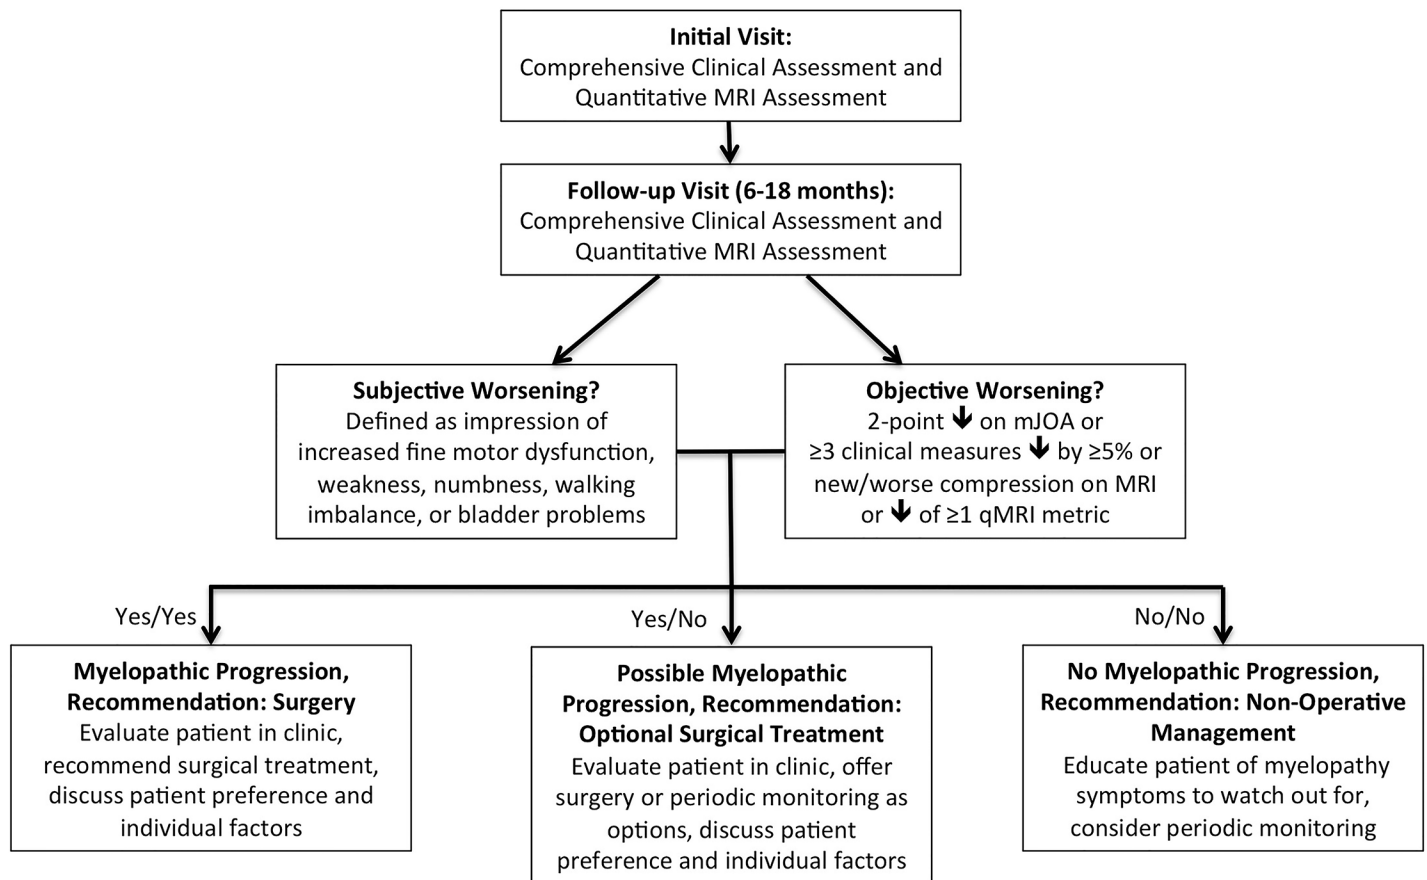 Initial Visit:
Comprehensive Clinical Assessment and
Quantitative MRI Assessment
Follow-up Visit (6-18 months):
Comprehensive Clinical Assessment and
Quantitative MRI Assessment
Subjective Worsening?
Defined as impression of
increased fine motor dysfunction,
weakness, numbness, walking
imbalance, or bladder problems
Objective Worsening?
2-point 🡻 on mJOA or
≥3 clinical measures 🡻 by ≥5% or
new/worse compression on MRI
or 🡻 of ≥1 qMRI metric
Yes/Yes
Myelopathic Progression,
Recommendation: Surgery
Evaluate patient in clinic,
recommend surgical treatment,
discuss patient preference and
individual factors
Yes/No
Possible Myelopathic
Progression, Recommendation:
Optional Surgical Treatment
Evaluate patient in clinic, offer
surgery or periodic monitoring as
options, discuss patient
preference and individual factors
No/No
No Myelopathic Progression,
Recommendation: Non-Operative
Management
Educate patient of myelopathy
symptoms to watch out for,
consider periodic monitoring